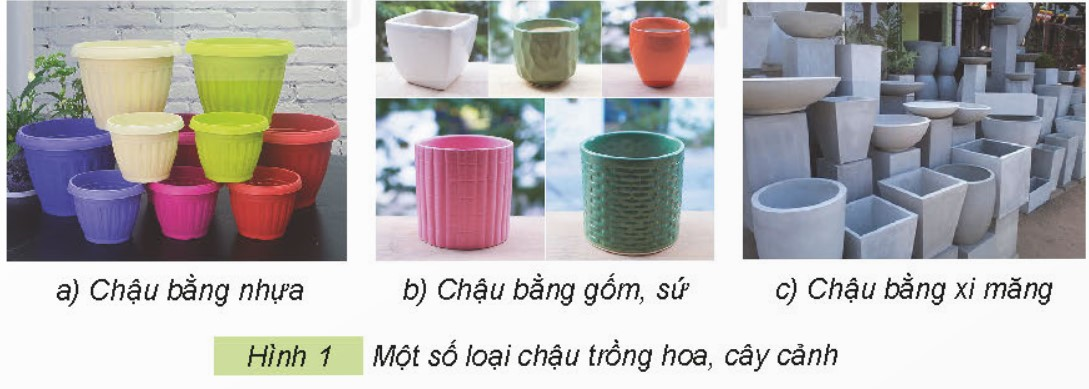 a) Chậu bằng nhựa
b) Chậu bằng gốm, sứ
c) Chậu bằng xi măng
Hình 1 Một số loại chậu trồng hoa, cây cảnh